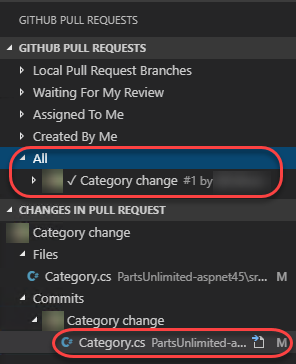 GITHUB PULL REQUESTS
GITHUB PULL REQUESTS
Local Pull Request Branches
Waiting For My Review
Assigned To Me
Created By Me
All
✓ Category change #1 by
CHANGES IN PULL REQUEST
Category change
Files
C# Category.cs PartsUnlimited-aspnet45\sr... M
Commits
Category change
C# Category.cs PartsUnlimited-a... M